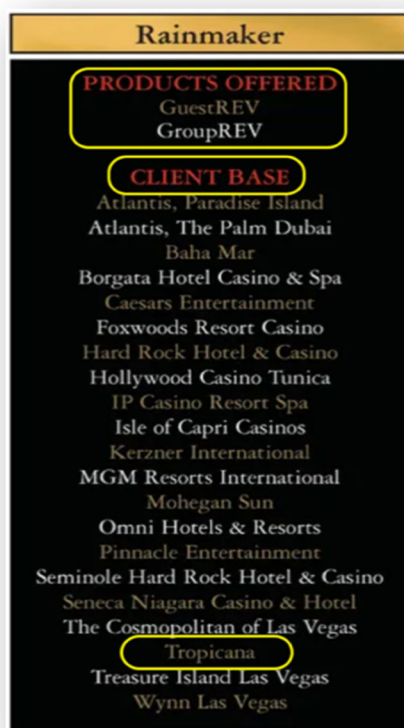 Rainmaker
PRODUCTS OFFERED
GuestREV
GroupREV
CLIENT BASE
Atlantis, Paradise Island
Atlantis, The Palm Dubai
Baha Mar
Borgata Hotel Casino & Spa
Caesars Entertainment
Foxwoods Resort Casino
Hard Rock Hotel & Casino
Hollywood Casino Tunica
IP Casino Resort Spa
Isle of Capri Casinos
Kerzner International
MGM Resorts International
Mohegan Sun
Omni Hotels & Resorts
Pinnacle Entertainment
Seminole Hard Rock Hotel & Casino
Seneca Niagara Casino & Hotel
The Cosmopolitan of Las Vegas
Tropicana
Treasure Island Las Vegas
Wynn Las Vegas